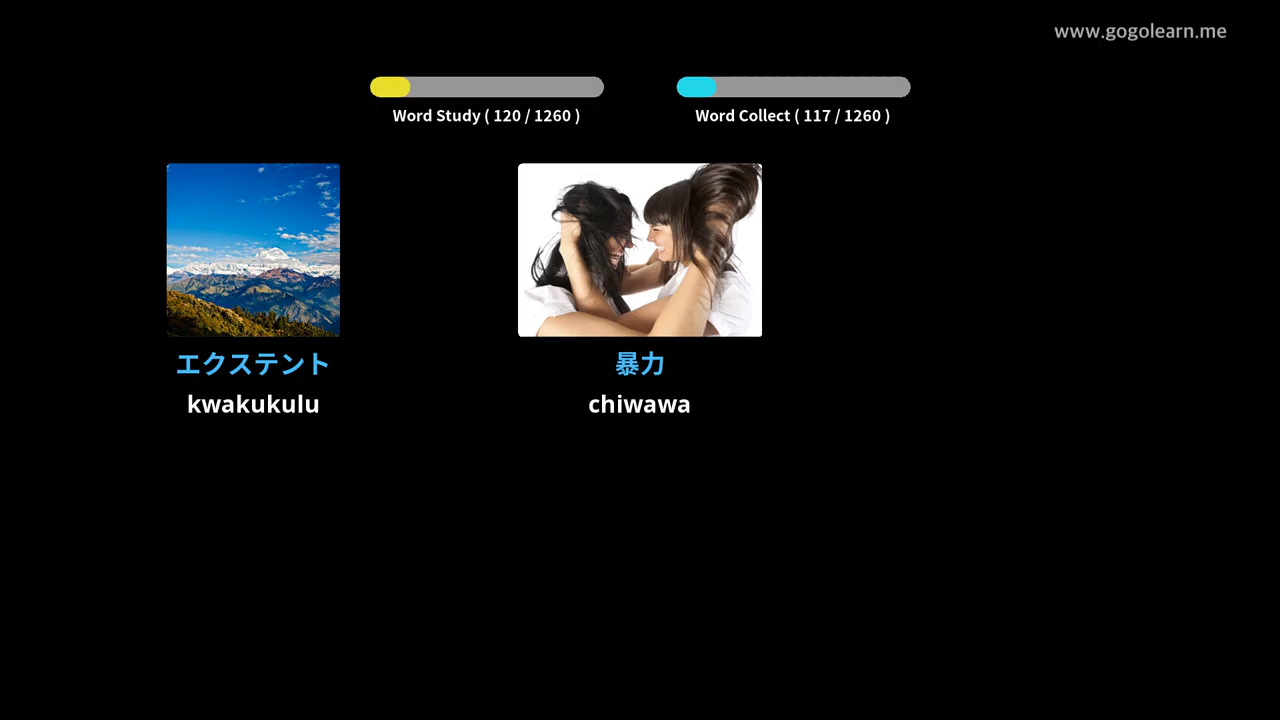 www.gogolearn.me
Word Study ( 120 / 1260 )
Word Collect ( 117 / 1260 )
エクステント
kwakukulu
暴力
chiwawa